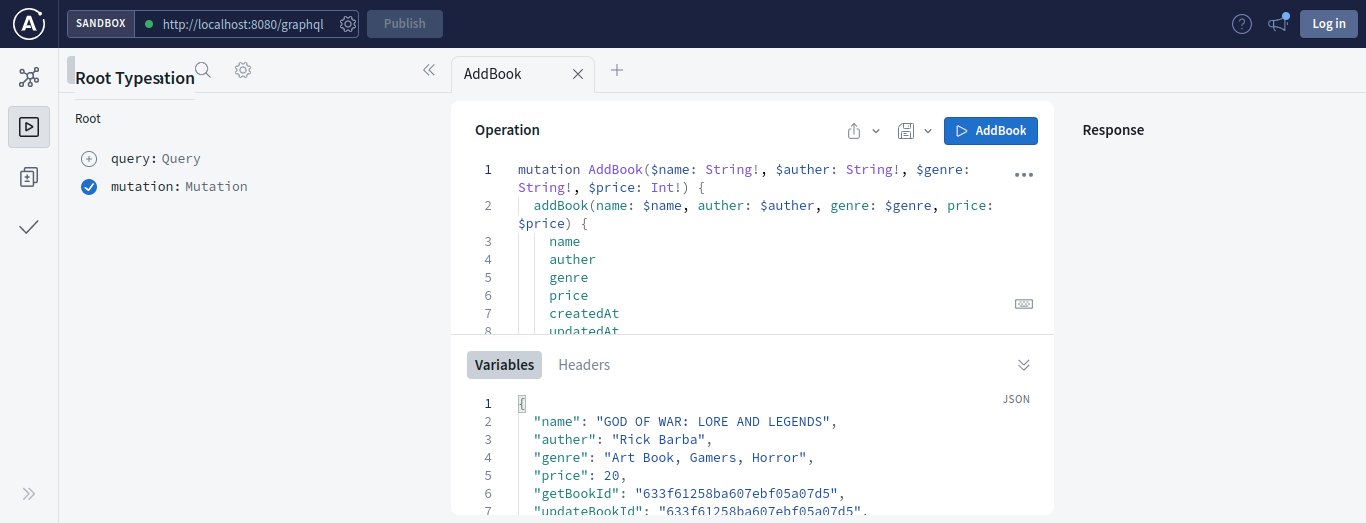 SANDBOX
http://localhost:8080/graphql
Publish
Log in
Root Typesation
Root
query: Query
mutation: Mutation
AddBook
Operation
AddBook
1 mutation AddBook($name: String!, $auther: String!, $genre:
String!, $price: Int!) {
2 addBook(name: $name, auther: $auther, genre: $genre, price:
$price) {
3 name
4 auther
5 genre
6 price
7 createdAt
8 updatedAt
Variables
Headers
JSON
1 {
2 "name": "GOD OF WAR: LORE AND LEGENDS",
3 "auther": "Rick Barba",
4 "genre": "Art Book, Gamers, Horror",
5 "price": 20,
6 "getBookId": "633f61258ba607ebf05a07d5",
7 "updateBookId": "633f61258ba607ebf05a07d5",
Response